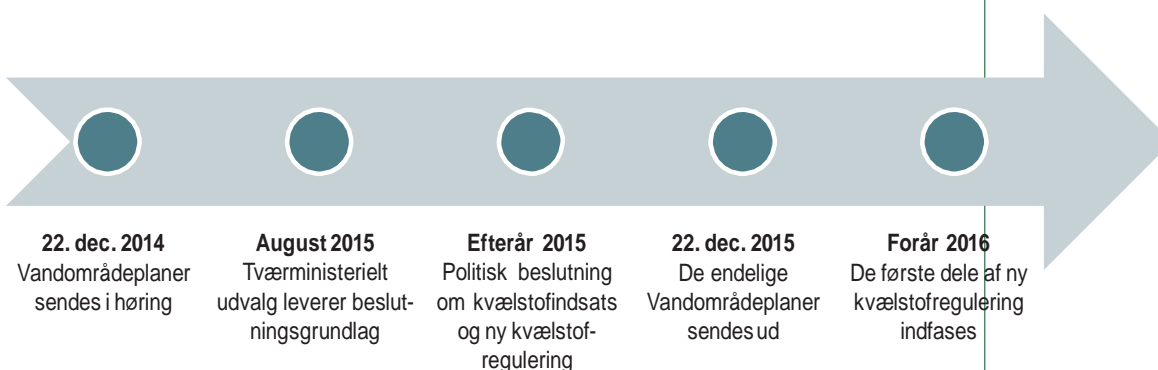 22. dec. 2014
Vandområdeplaner
sendes i høring
August 2015
Tværministerielt
udvalg leverer beslut-
ningsgrundlag
Efterår 2015
Politisk beslutning
om kvælstofindsats
og ny kvælstof-
regulering
22. dec. 2015
De endelige
Vandområdeplaner
sendes ud
Forår 2016
De første dele af ny
kvælstofregulering
indfases